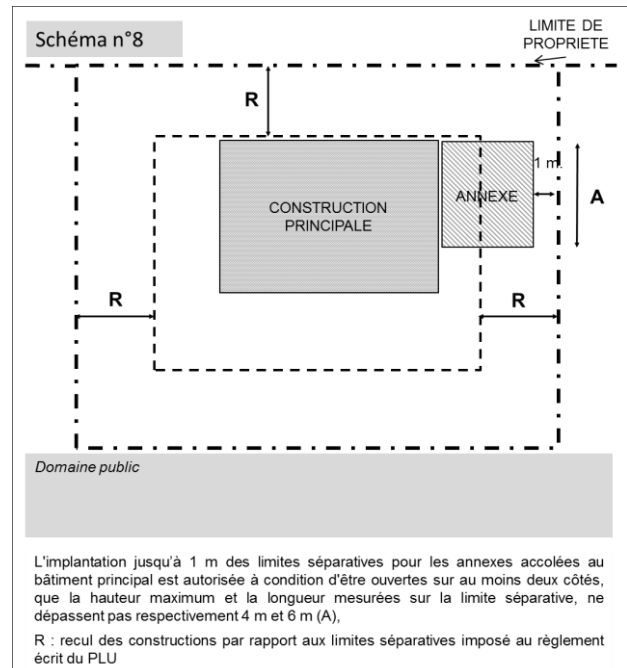 Schéma n°8
LIMITE DE
PROPRIETE
R
1 m.
ANNEXE
A
CONSTRUCTION
PRINCIPALE
R
R
Domaine public
L'implantation jusqu'à 1 m des limites séparatives pour les annexes accolées au
bâtiment principal est autorisée à condition d'être ouvertes sur au moins deux côtés,
que la hauteur maximum et la longueur mesurées sur la limite séparative, ne
dépassent pas respectivement 4 m et 6 m (A),
R : recul des constructions par rapport aux limites séparatives imposé au règlement
écrit du PLU